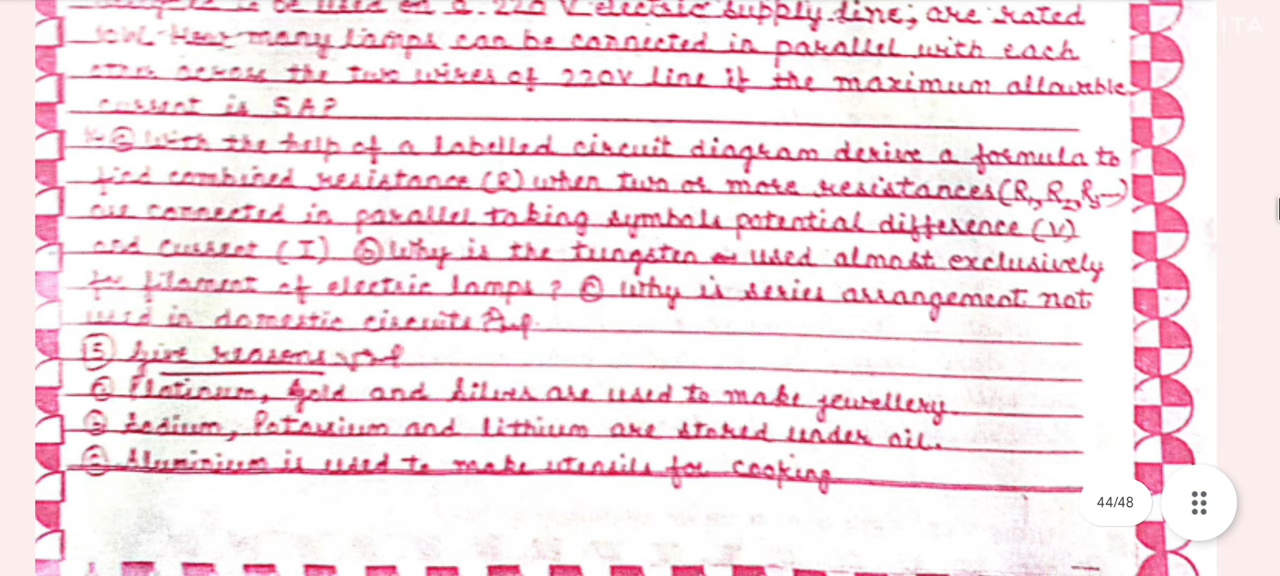 to be used on a 220 V electric supply line, are rated
10W. How many lamps can be connected in parallel with each
other across the two wires of 220V line if the maximum allowable
current is 5A?
ⓐ With the help of a labelled circuit diagram derive a formula to
find combined resistance (R) when two or more resistances (R₁, R₂, R₃ --)
are connected in parallel taking symbols potential difference (V)
and current (I) ⓑ Why is the tungsten used almost exclusively
for filament of electric lamps? ⓒ Why is series arrangement not
used in domestic circuits
⑤ Give reasons
ⓐ Platinum, Gold and Silver are used to make jewellery.
ⓑ Sodium, Potassium and lithium are stored under oil.
ⓒ Aluminium is used to make utensils for cooking
44/48